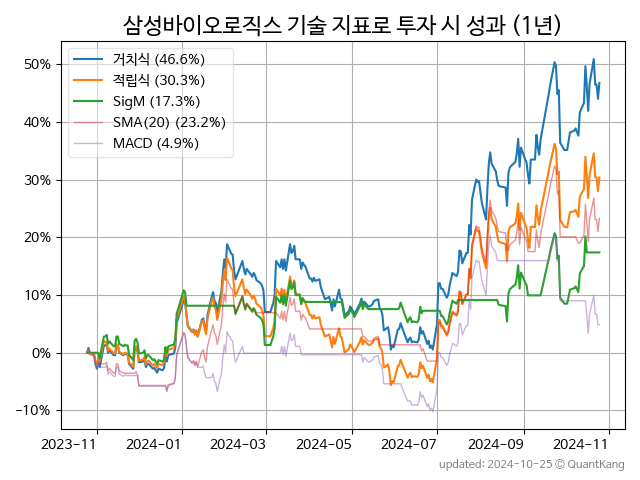 삼성바이오로직스 기술 지표로 투자 시 성과 (1년)
거치식 (46.6%)
적립식 (30.3%)
SigM (17.3%)
SMA(20) (23.2%)
MACD (4.9%)
50%
40%
30%
20%
10%
0%
−10%
2023−11
2024−01
2024−03
2024−05
2024−07
2024−09
2024−11
updated: 2024-10-25 © QuantKang